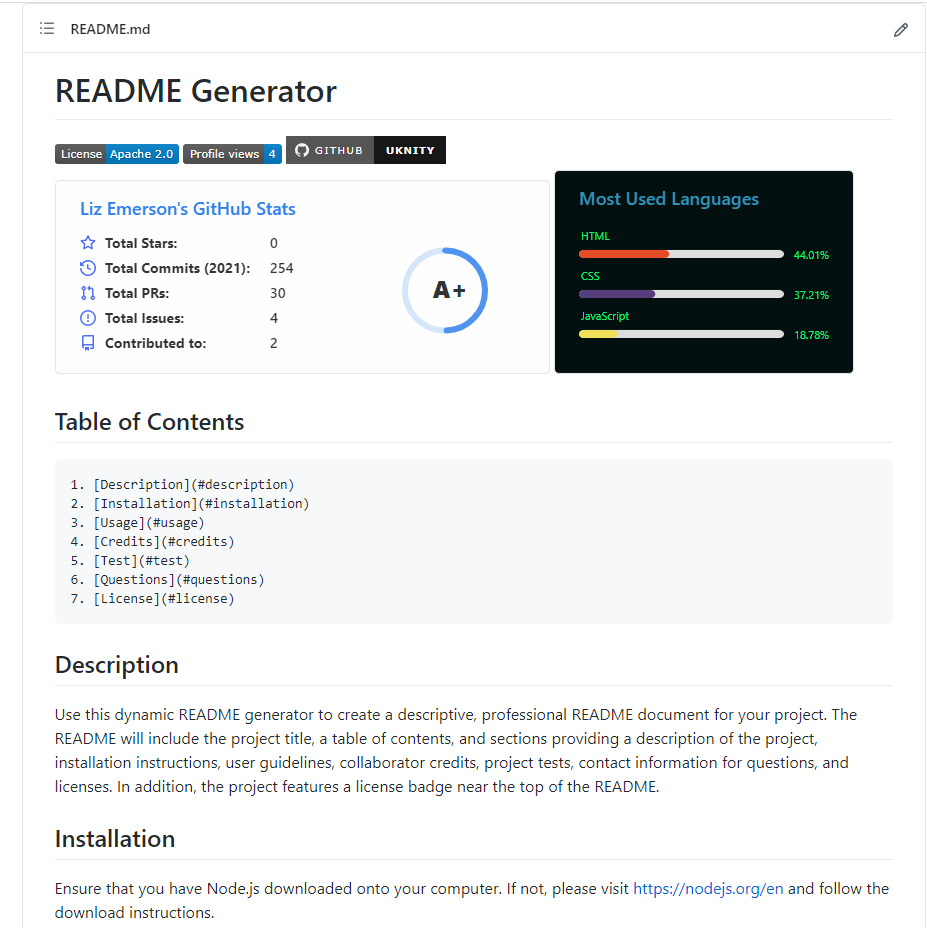 README.md
README Generator
License Apache 2.0 Profile views 4 GITHUB UKNITY
Liz Emerson's GitHub Stats
Total Stars: 0
Total Commits (2021): 254
Total PRs: 30
Total Issues: 4
Contributed to: 2
A+
Most Used Languages
HTML
44.01%
CSS
37.21%
JavaScript
18.78%
Table of Contents
1. [Description](#description)
2. [Installation](#installation)
3. [Usage](#usage)
4. [Credits](#credits)
5. [Test](#test)
6. [Questions](#questions)
7. [License](#license)
Description
Use this dynamic README generator to create a descriptive, professional README document for your project. The
README will include the project title, a table of contents, and sections providing a description of the project,
installation instructions, user guidelines, collaborator credits, project tests, contact information for questions, and
licenses. In addition, the project features a license badge near the top of the README.
Installation
Ensure that you have Node.js downloaded onto your computer. If not, please visit https://nodejs.org/en and follow the
download instructions.